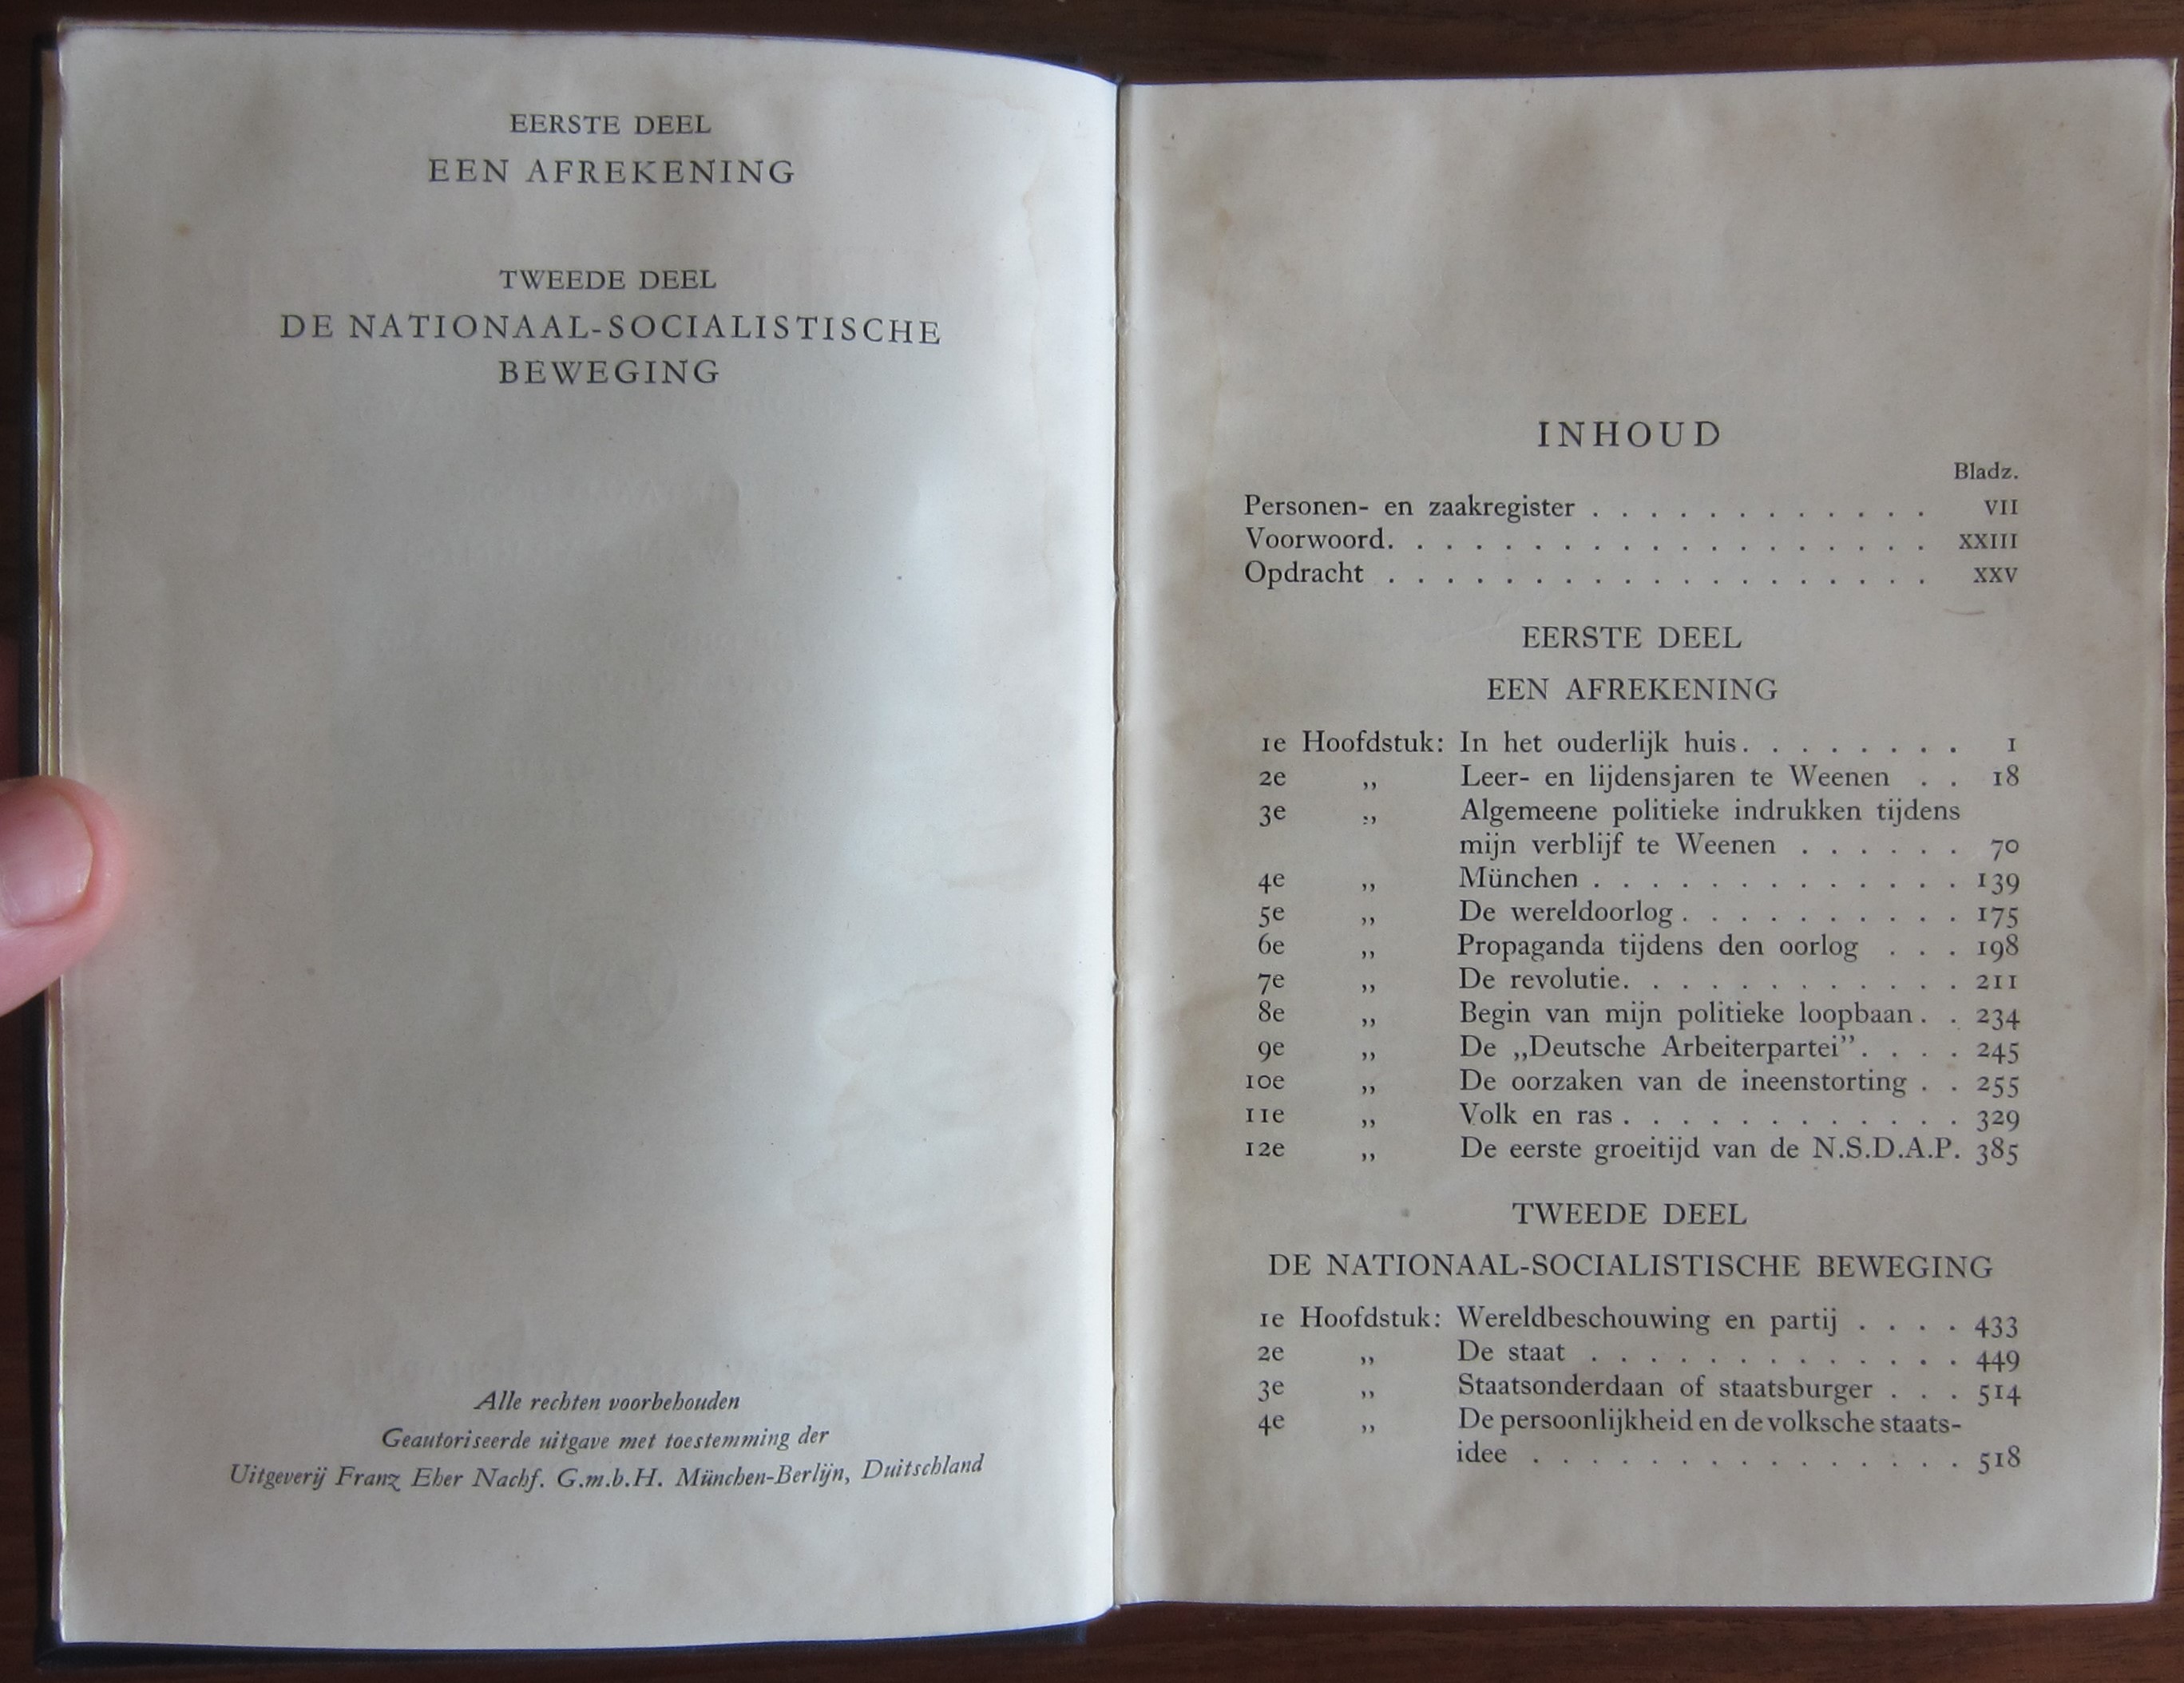 EERSTE DEEL
EEN AFREKENING
TWEEDE DEEL
DE NATIONAAL-SOCIALISTISCHE
BEWEGING
Alle rechten voorbehouden
Geautoriseerde uitgave met toestemming der
Uitgeverij Franz Eher Nachf. G.m.b.H. München-Berlijn, Duitschland
INHOUD
Bladz.
Personen- en zaakregister . . . . . . . . . . . . VII
Voorwoord. . . . . . . . . . . . . . . . . . . XXIII
Opdracht . . . . . . . . . . . . . . . . . . . XXV
EERSTE DEEL
EEN AFREKENING
1e Hoofdstuk: In het ouderlijk huis. . . . . . . . 1
2e ,, Leer- en lijdensjaren te Weenen . . 18
3e ,, Algemeene politieke indrukken tijdens
mijn verblijf te Weenen . . . . . . 70
4e ,, München . . . . . . . . . . . . . 139
5e ,, De wereldoorlog . . . . . . . . . . 175
6e ,, Propaganda tijdens den oorlog . . . 198
7e ,, De revolutie. . . . . . . . . . . . 211
8e ,, Begin van mijn politieke loopbaan . . 234
9e ,, De „Deutsche Arbeiterpartei” . . . . 245
10e ,, De oorzaken van de ineenstorting . . 255
11e ,, Volk en ras . . . . . . . . . . . . 329
12e ,, De eerste groeitijd van de N.S.D.A.P. 385
TWEEDE DEEL
DE NATIONAAL-SOCIALISTISCHE BEWEGING
1e Hoofdstuk: Wereldbeschouwing en partij . . . . 433
2e ,, De staat . . . . . . . . . . . . . 449
3e ,, Staatsonderdaan of staatsburger . . . 514
4e ,, De persoonlijkheid en de volksche staats-
idee . . . . . . . . . . . . . . . 518